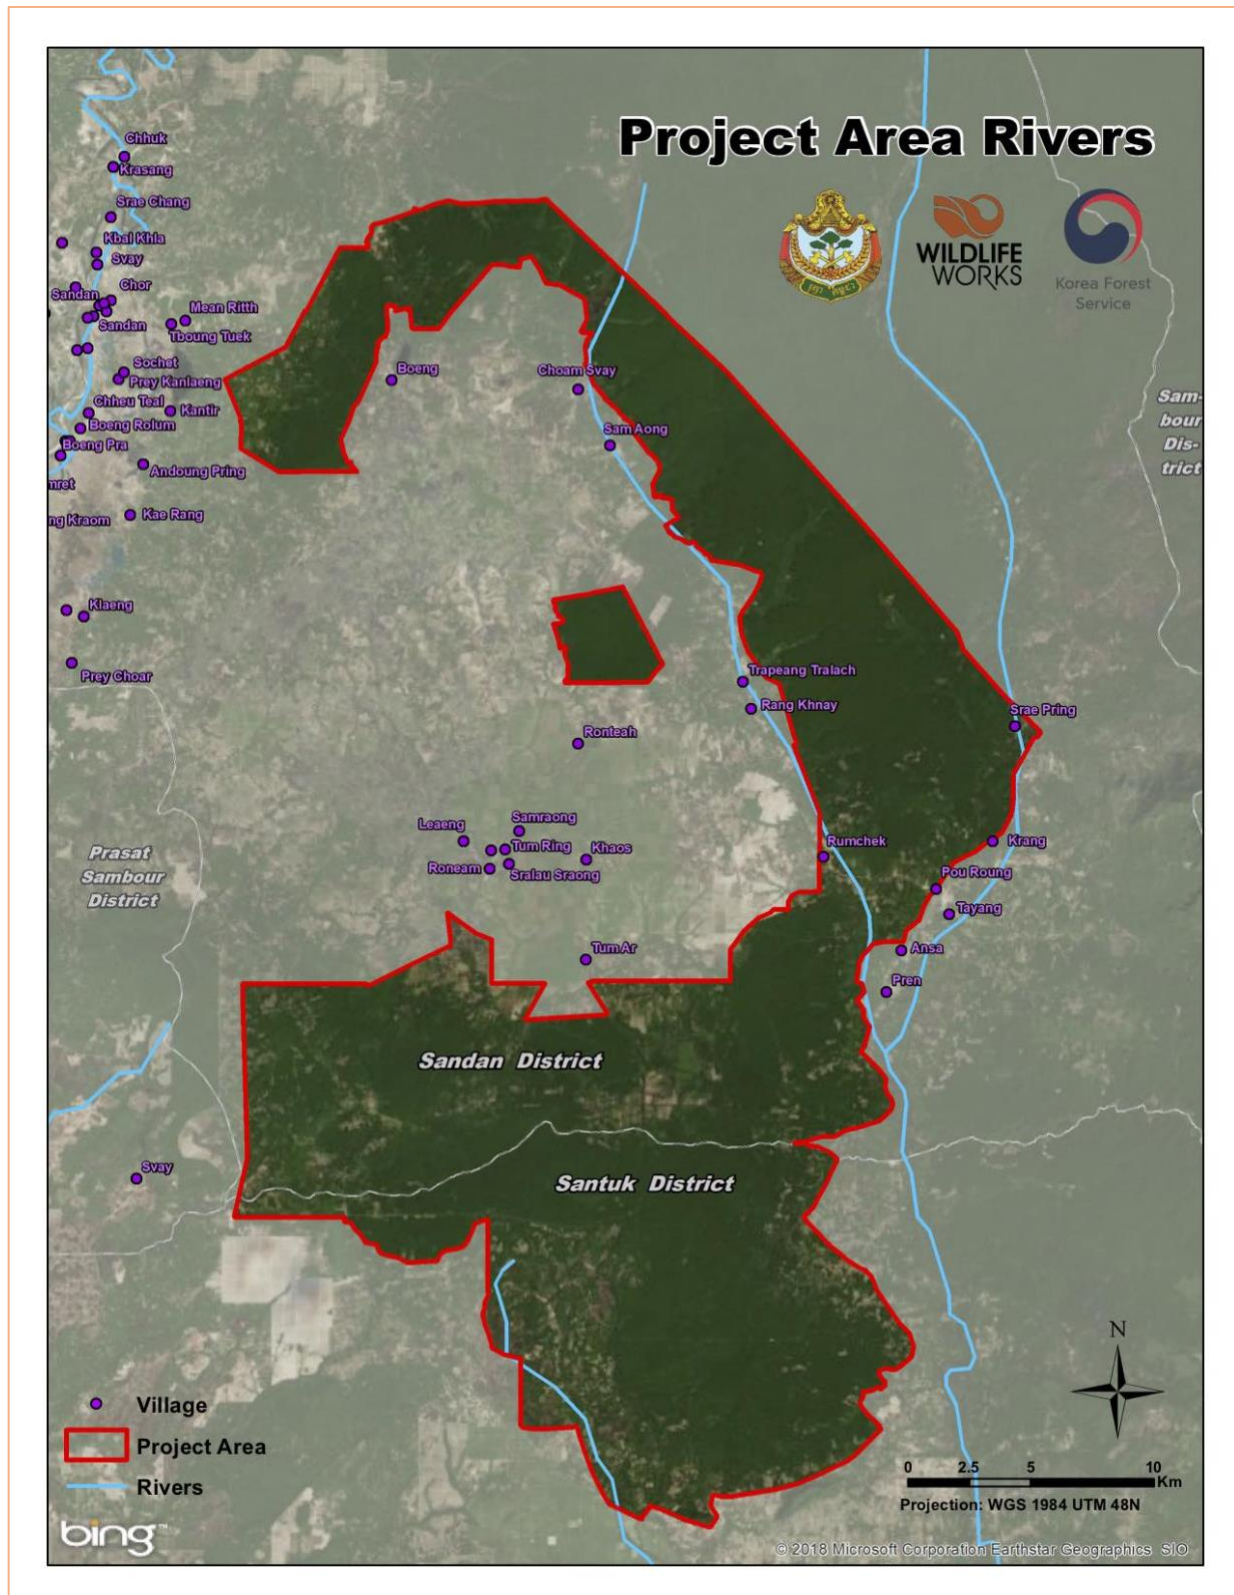 Project Area Rivers
WILDLIFE
WORKS
Korea Forest
Service
Chhuk
Krasang
Srae Chang
Kbal Khla
Svay
Sandan
Chor
Mean Ritth
Sandan
Tboung Tuek
Sochet
Prey Kanlaeng
Boeng
Choam Svay
Chheu Teal
Kantir
Boeng Rolum
Sam Aong
Boeng Pra
Andoung Pring
mret
ng Kraom
Kae Rang
Sam-
bour
Dis-
trict
Klaeng
Prey Choar
Trapeang Tralach
Rang Khnay
Srae Pring
Ronteah
Samraong
Leaeng
Tum Ring
Khaos
Roneam
Sralau Sraong
Rumchek
Krang
Pou Roung
Tayang
Prasat
Sambour
District
Tum Ar
Ansa
Pren
Sandan District
Santuk District
Svay
N
Village
Project Area
Rivers
0 2.5 5 10
Km
Projection: WGS 1984 UTM 48N
bing™
© 2018 Microsoft Corporation Earthstar Geographics SIO